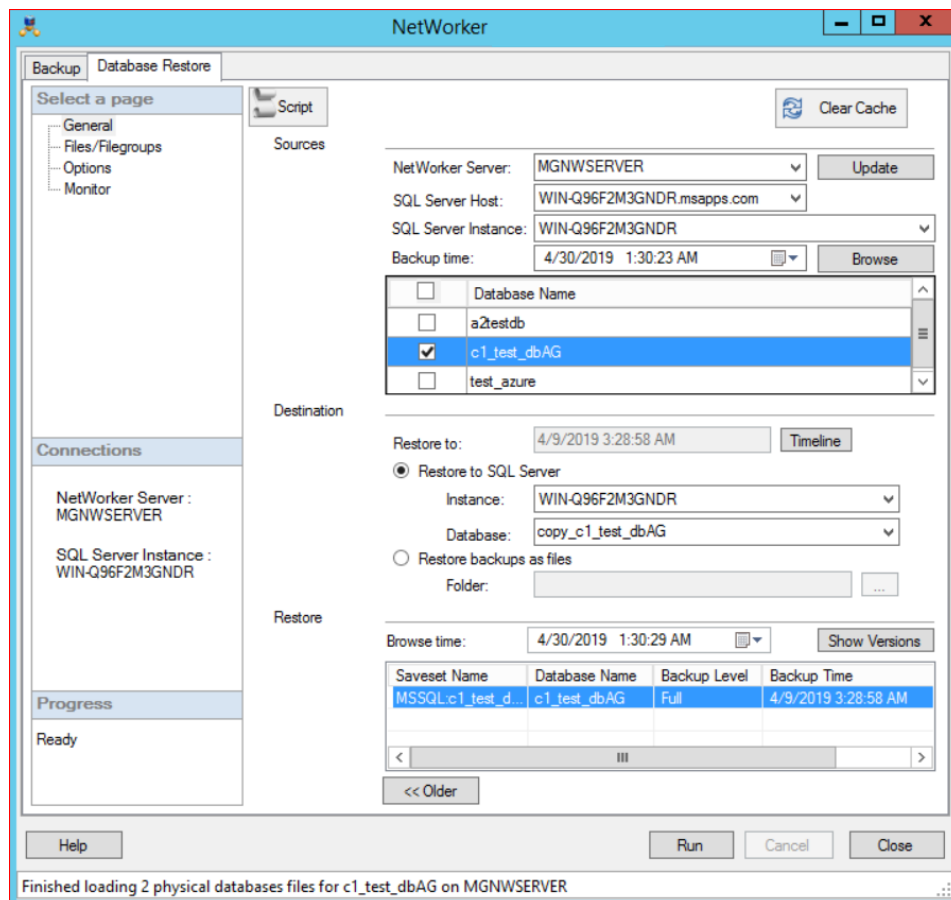 NetWorker
Backup Database Restore
Select a page
General
Files/Filegroups
Options
Monitor
Connections
NetWorker Server :
MGNWSERVER
SQL Server Instance :
WIN-Q96F2M3GNDR
Progress
Ready
Script Clear Cache
Sources
NetWorker Server: MGNWSERVER Update
SQL Server Host: WIN-Q96F2M3GNDR.msapps.com
SQL Server Instance: WIN-Q96F2M3GNDR
Backup time: 4/30/2019 1:30:23 AM Browse
Database Name
a2testdb
c1_test_dbAG
test_azure
Destination
Restore to: 4/9/2019 3:28:58 AM Timeline
Restore to SQL Server
Instance: WIN-Q96F2M3GNDR
Database: copy_c1_test_dbAG
Restore backups as files
Folder: ...
Restore
Browse time: 4/30/2019 1:30:29 AM Show Versions
Saveset Name Database Name Backup Level Backup Time
MSSQL:c1_test_d... c1_test_dbAG Full 4/9/2019 3:28:58 AM
<< Older
Help Run Cancel Close
Finished loading 2 physical databases files for c1_test_dbAG on MGNWSERVER